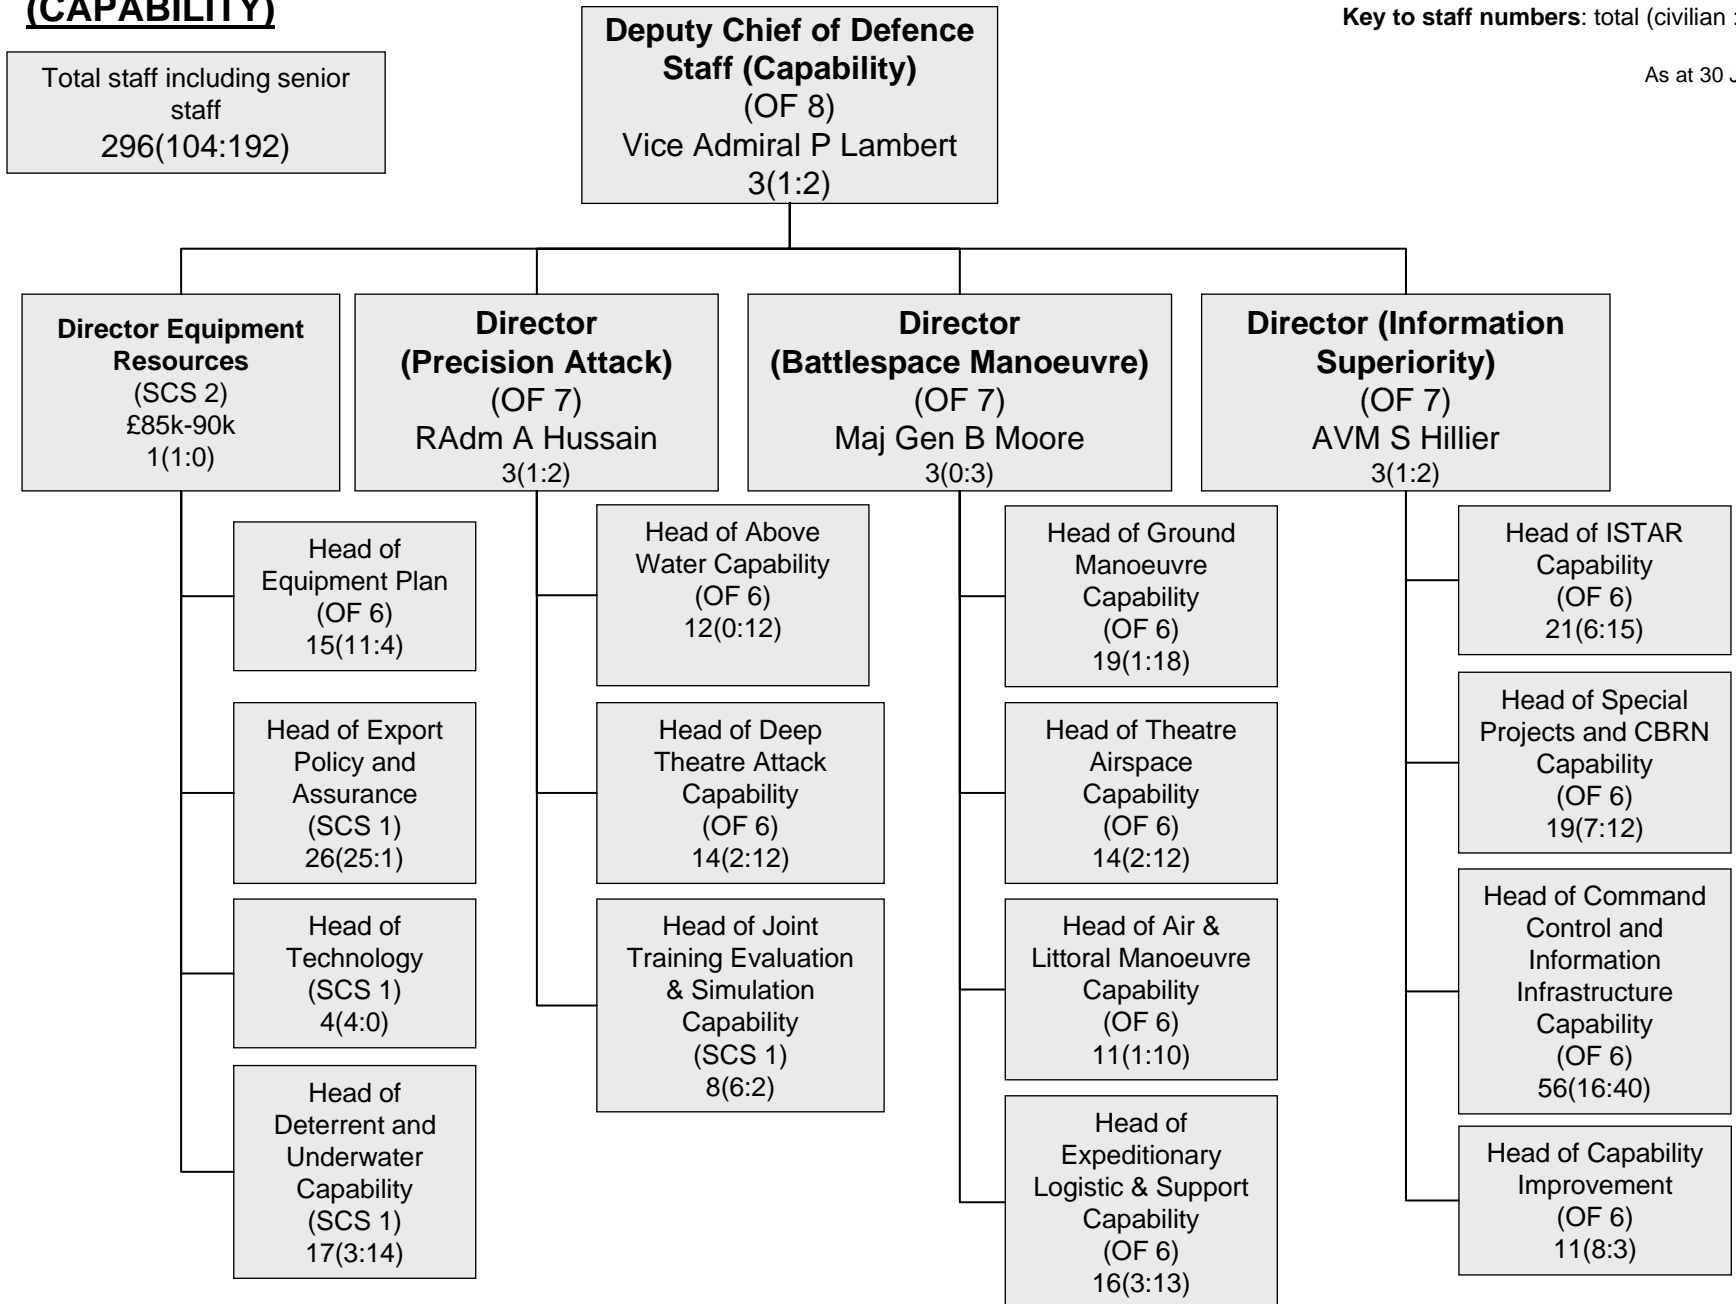 (CAPABILITY)
Key to staff numbers: total (civilian :
As at 30 J
Total staff including senior
staff
296(104:192)
Deputy Chief of Defence
Staff (Capability)
(OF 8)
Vice Admiral P Lambert
3(1:2)
Director Equipment
Resources
(SCS 2)
£85k-90k
1(1:0)
Director
(Precision Attack)
(OF 7)
RAdm A Hussain
3(1:2)
Director
(Battlespace Manoeuvre)
(OF 7)
Maj Gen B Moore
3(0:3)
Director (Information
Superiority)
(OF 7)
AVM S Hillier
3(1:2)
Head of
Equipment Plan
(OF 6)
15(11:4)
Head of Export
Policy and
Assurance
(SCS 1)
26(25:1)
Head of
Technology
(SCS 1)
4(4:0)
Head of
Deterrent and
Underwater
Capability
(SCS 1)
17(3:14)
Head of Above
Water Capability
(OF 6)
12(0:12)
Head of Deep
Theatre Attack
Capability
(OF 6)
14(2:12)
Head of Joint
Training Evaluation
& Simulation
Capability
(SCS 1)
8(6:2)
Head of Ground
Manoeuvre
Capability
(OF 6)
19(1:18)
Head of Theatre
Airspace
Capability
(OF 6)
14(2:12)
Head of Air &
Littoral Manoeuvre
Capability
(OF 6)
11(1:10)
Head of
Expeditionary
Logistic & Support
Capability
(OF 6)
16(3:13)
Head of ISTAR
Capability
(OF 6)
21(6:15)
Head of Special
Projects and CBRN
Capability
(OF 6)
19(7:12)
Head of Command
Control and
Information
Infrastructure
Capability
(OF 6)
56(16:40)
Head of Capability
Improvement
(OF 6)
11(8:3)